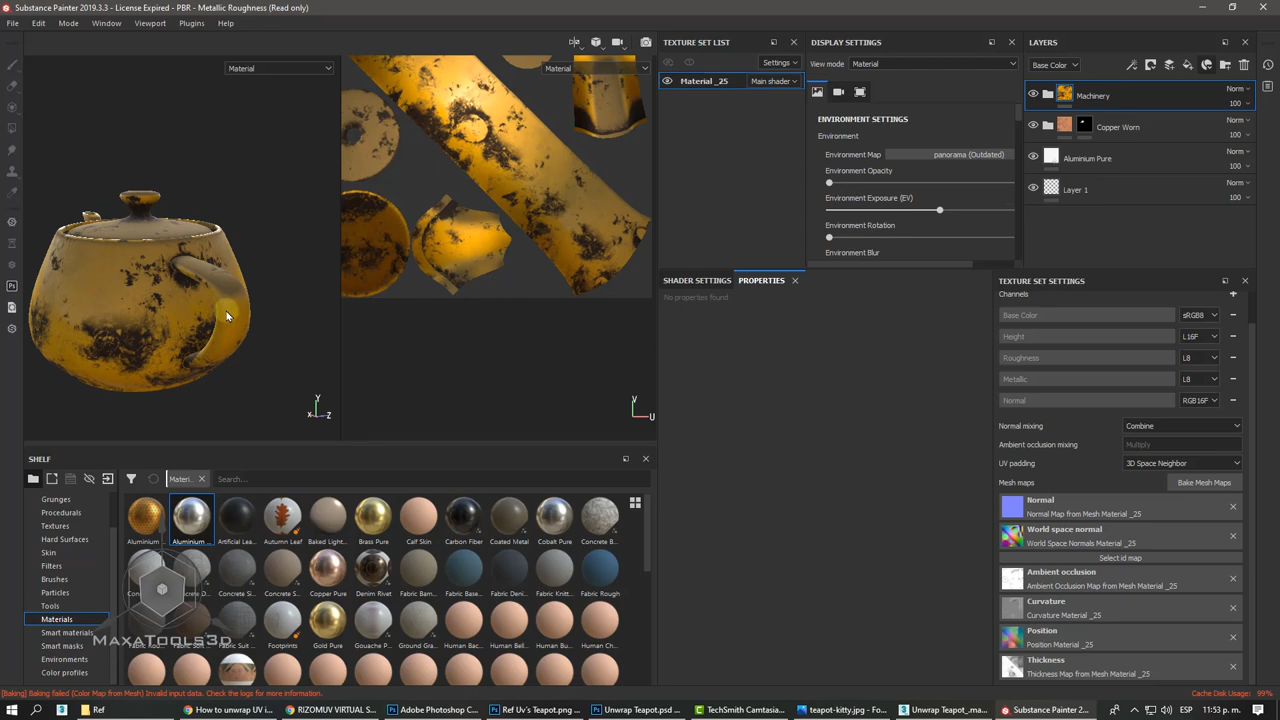 Substance Painter 2019.3.3 - License Expired - PBR - Metallic Roughness (Read only)
File Edit Mode Window Viewport Plugins Help
Material
Material
X Y Z
V U
TEXTURE SET LIST
Settings
Material _25 Main shader
DISPLAY SETTINGS
View mode Material
ENVIRONMENT SETTINGS
Environment
Environment Map panorama (Outdated)
Environment Opacity
Environment Exposure (EV)
Environment Rotation
Environment Blur
LAYERS
Base Color
Machinery Norm 100
Copper Worn Norm 100
Aluminium Pure Norm 100
Layer 1 Norm 100
SHADER SETTINGS PROPERTIES
No properties found
TEXTURE SET SETTINGS
Channels
Base Color sRGB8
Height L16F
Roughness L8
Metallic L8
Normal RGB16F
Normal mixing Combine
Ambient occlusion mixing Multiply
UV padding 3D Space Neighbor
Mesh maps Bake Mesh Maps
Normal
Normal Map from Mesh Material _25
World space normal
World Space Normals Material _25
Select id map
Ambient occlusion
Ambient Occlusion Map from Mesh Material _25
Curvature
Curvature Material _25
Position
Position Material _25
Thickness
Thickness Map from Mesh Material _25
SHELF
Materi... Search...
Grunges
Procedurals
Textures
Hard Surfaces
Skin
Filters
Brushes
Particles
Tools
Materials
Smart materials
Smart masks
Environments
Color profiles
Aluminium ... Aluminium ... Artificial Lea... Autumn Leaf Baked Light... Brass Pure Calf Skin Carbon Fiber Coated Metal Cobalt Pure Concrete B...
Concrete S... Concrete S... Copper Pure Denim Rivet Fabric Bam... Fabric Base... Fabric Deni... Fabric Knitt... Fabric Rough
Fabric Rou... Fabric Suit ... Footprints Gold Pure Gouache P... Ground Gra... Human Bac... Human Bell... Human Bu... Human Ch...
MAXATOOLS3D
[Baking] Baking failed (Color Map from Mesh) Invalid input data. Check the logs for more information. Cache Disk Usage: 99%
Ref How to unwrap UV i... RIZOMUV VIRTUAL S... Adobe Photoshop C... Ref Uv's Teapot.png ... Unwrap Teapot.psd ... TechSmith Camtasia... teapot-kitty.jpg - Fo... Unwrap Teapot_.ma... Substance Painter 2... ESP 11:53 p. m.